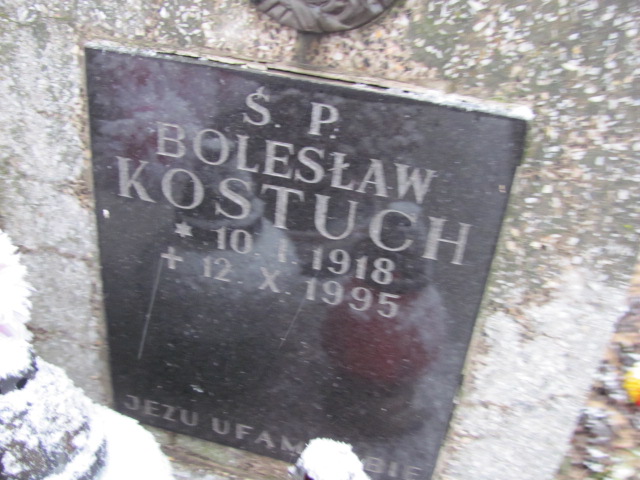 Ś. P.
BOLESŁAW
KOSTUCH
* 10. I. 1918
+ 12. X. 1995
JEZU UFAM